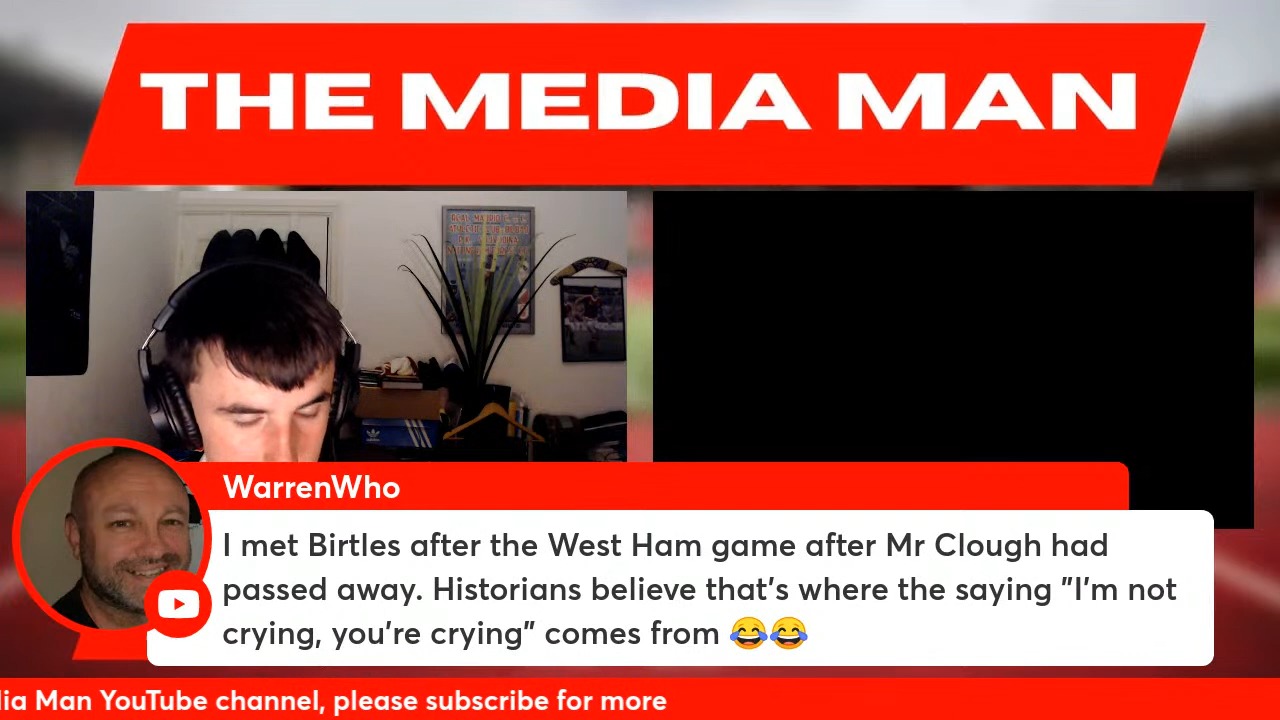 THE MEDIA MAN
WarrenWho
I met Birtles after the West Ham game after Mr Clough had
passed away. Historians believe that's where the saying "I'm not
crying, you're crying" comes from 😂😂
dia Man YouTube channel, please subscribe for more